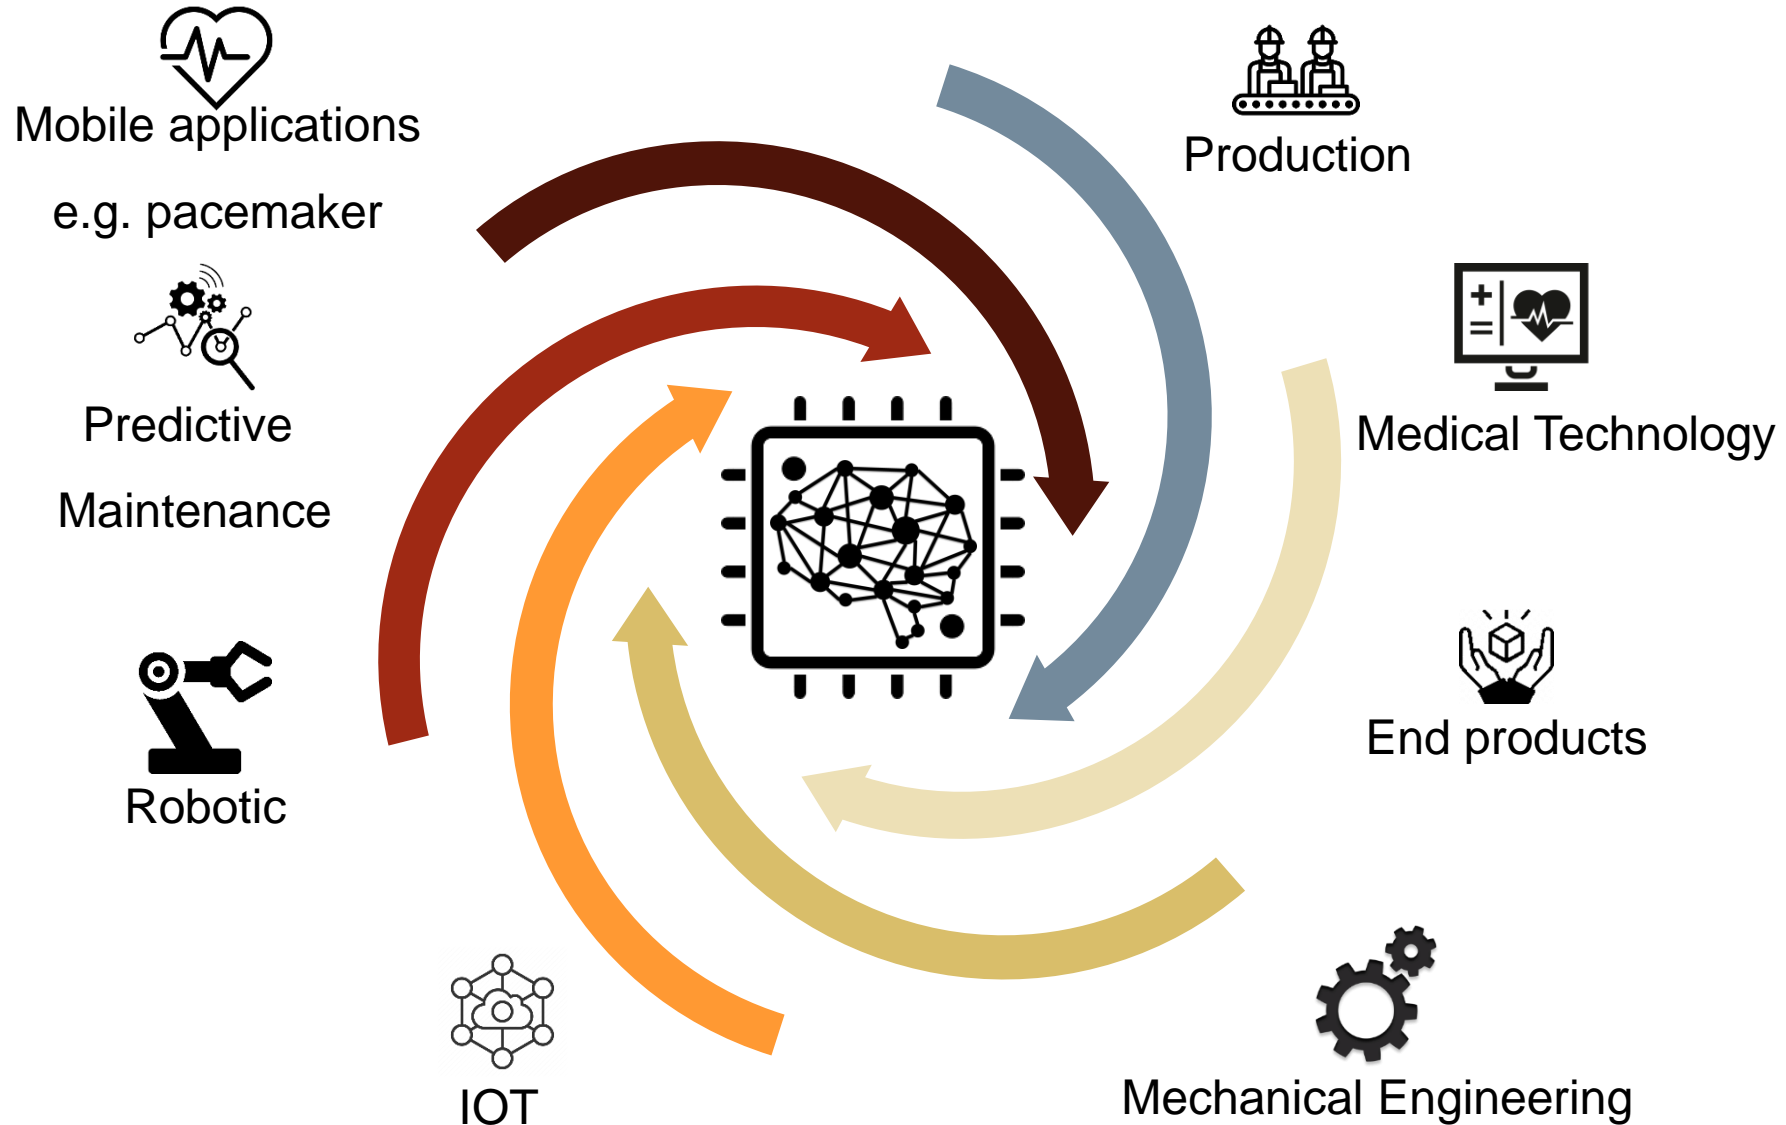 Mobile applications
e.g. pacemaker
Predictive
Maintenance
Robotic
IOT
Production
Medical Technology
End products
Mechanical Engineering